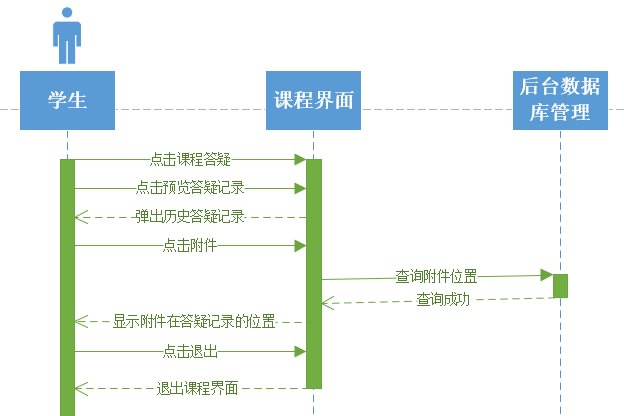 学生
课程界面
后台数据
库管理
点击课程答疑
点击预览答疑记录
弹出历史答疑记录
点击附件
查询附件位置
查询成功
显示附件在答疑记录的位置
点击退出
退出课程界面